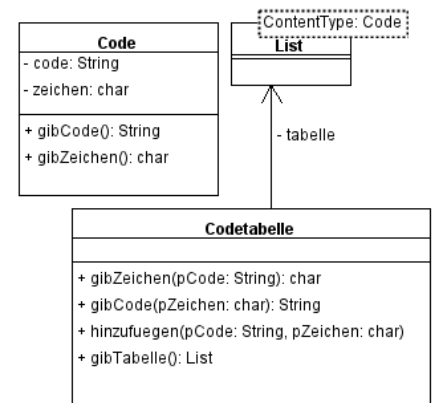 Code
- code: String
- zeichen: char
+ gibCode(): String
+ gibZeichen(): char
ContentType: Code
List
- tabelle
Codetabelle
+ gibZeichen(pCode: String): char
+ gibCode(pZeichen: char): String
+ hinzufuegen(pCode: String, pZeichen: char)
+ gibTabelle(): List